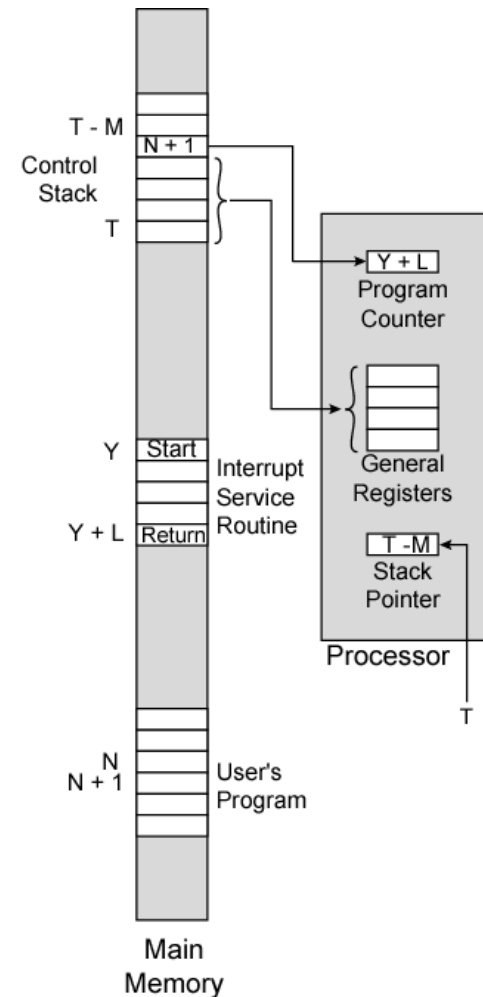 T - M
N + 1
Control
Stack
T
Y + L
Program
Counter
Y
Start
Interrupt
Service
Routine
Y + L
Return
General
Registers
T -M
Stack
Pointer
Processor
T
N
N + 1
User's
Program
Main
Memory